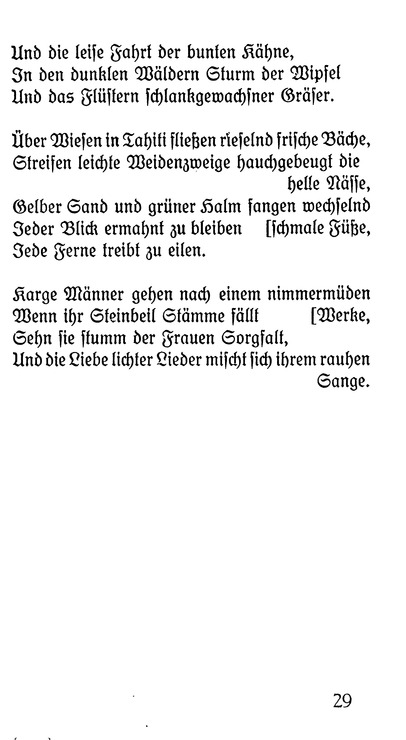 Und die leise Fahrt der bunten Kähne,
In den dunklen Wäldern Sturm der Wipfel
Und das Flüstern schlankgewachsner Gräser.

Über Wiesen in Tahiti fließen rieselnd frische Bäche,
Streifen leichte Weidenzweige hauchgebeugt die
helle Nässe,
Gelber Sand und grüner Halm fangen wechselnd
Jeder Blick ermahnt zu bleiben [schmale Füße,
Jede Ferne treibt zu eilen.

Karge Männer gehen nach einem nimmermüden
Wenn ihr Steinbeil Stämme fällt [Werke,
Sehn sie stumm der Frauen Sorgfalt,
Und die Liebe lichter Lieder mischt sich ihrem rauhen
Sange.

29